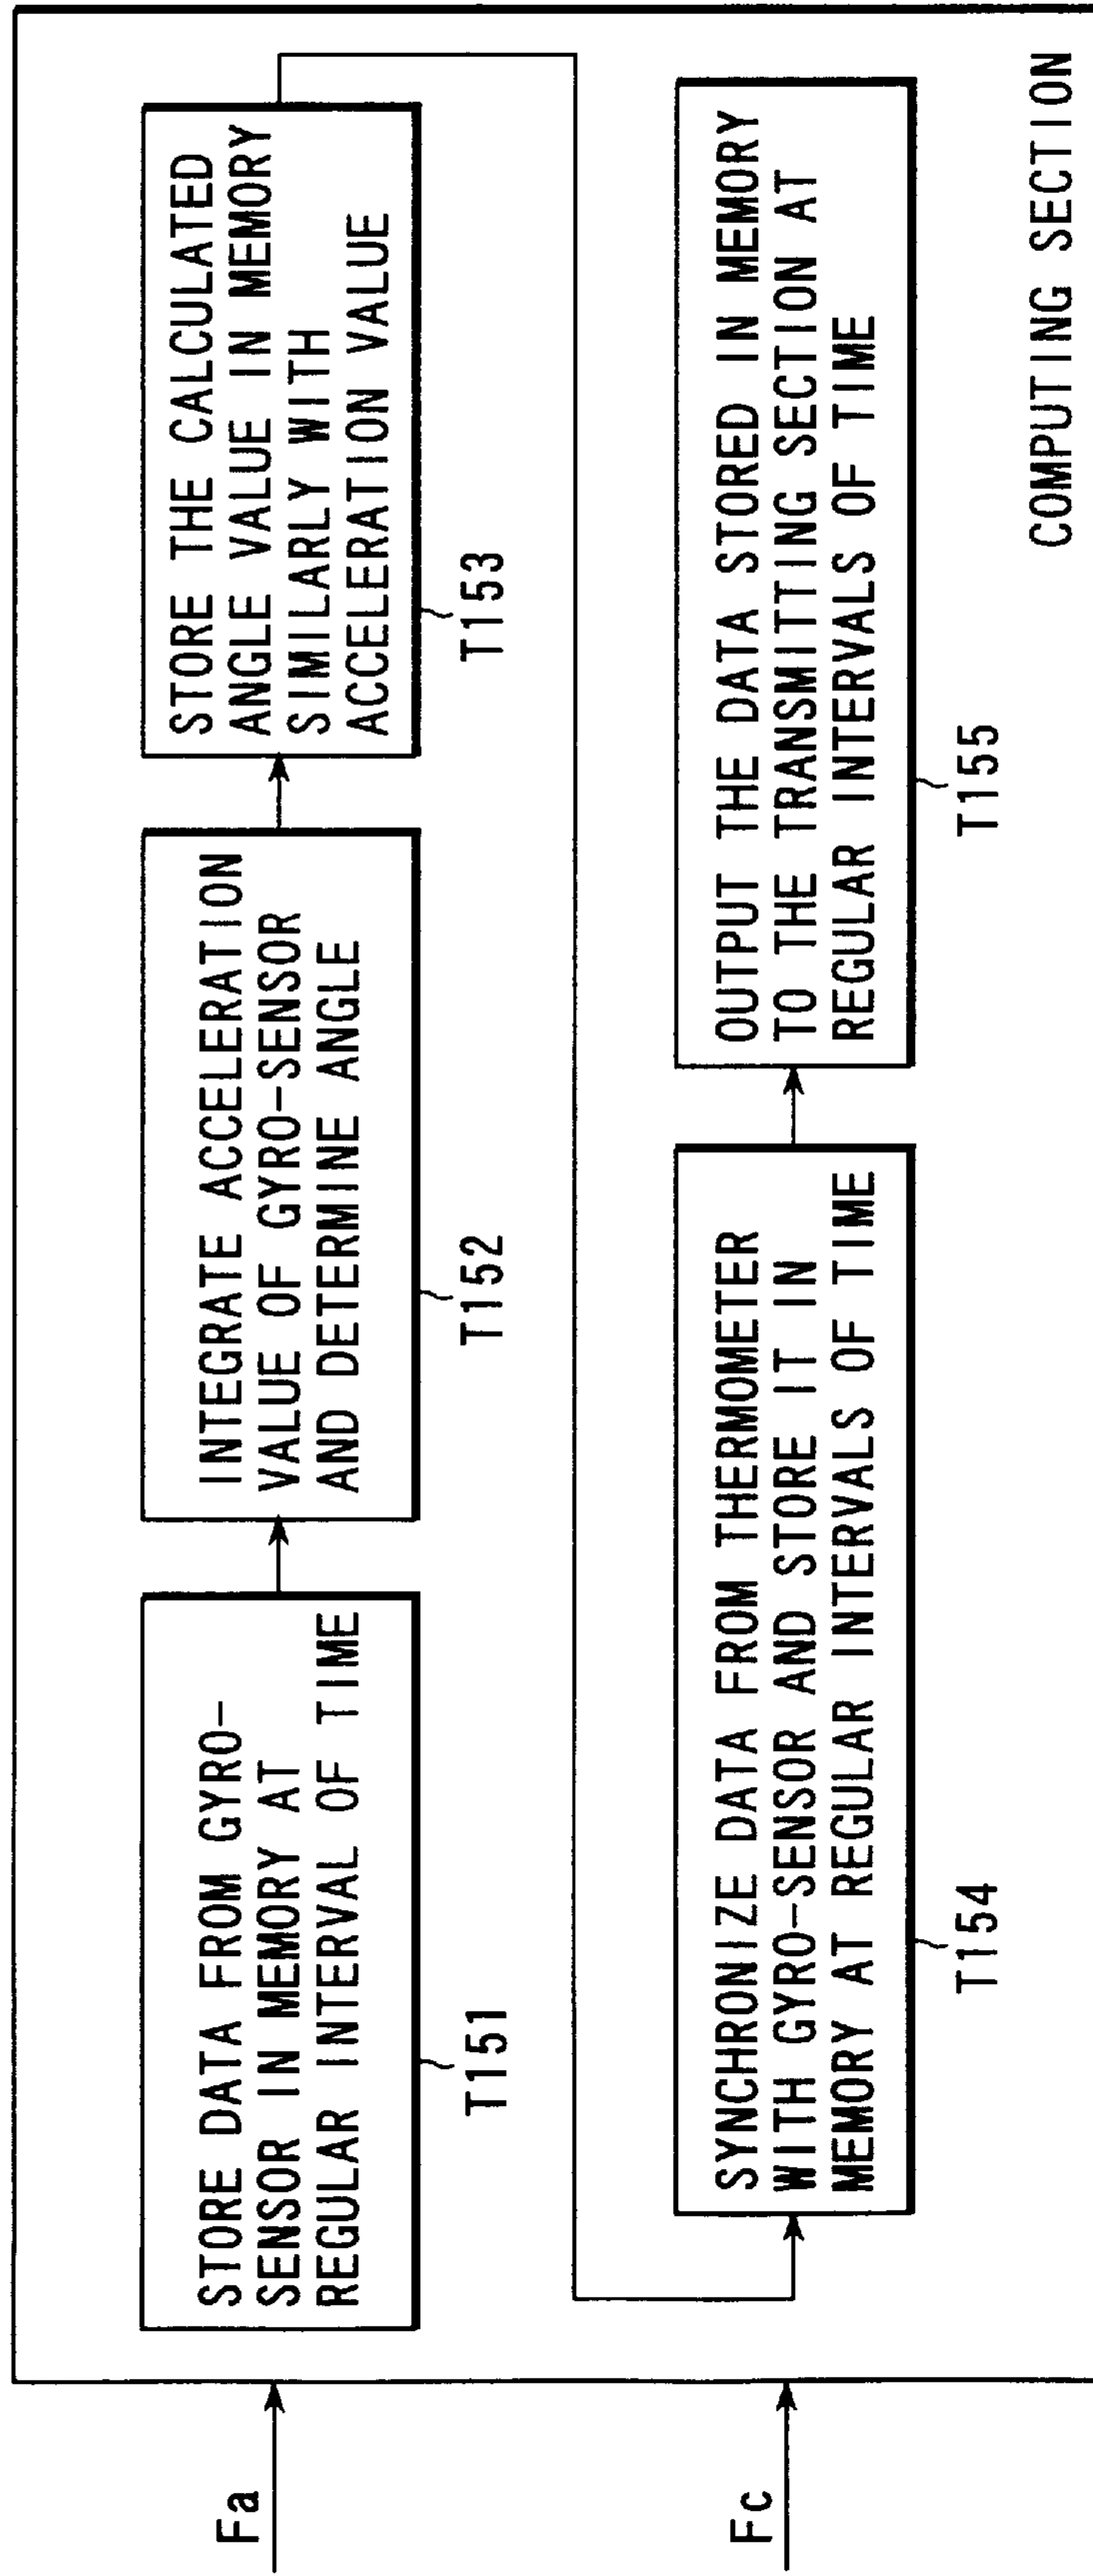 Fa
STORE DATA FROM GYRO-
SENSOR IN MEMORY AT
REGULAR INTERVAL OF TIME
T151
INTEGRATE ACCELERATION
VALUE OF GYRO-SENSOR
AND DETERMINE ANGLE
T152
STORE THE CALCULATED
ANGLE VALUE IN MEMORY
SIMILARLY WITH
ACCELERATION VALUE
T153
Fc
SYNCHRONIZE DATA FROM THERMOMETER
WITH GYRO-SENSOR AND STORE IT IN
MEMORY AT REGULAR INTERVALS OF TIME
T154
OUTPUT THE DATA STORED IN MEMORY
TO THE TRANSMITTING SECTION AT
REGULAR INTERVALS OF TIME
T155
COMPUTING SECTION